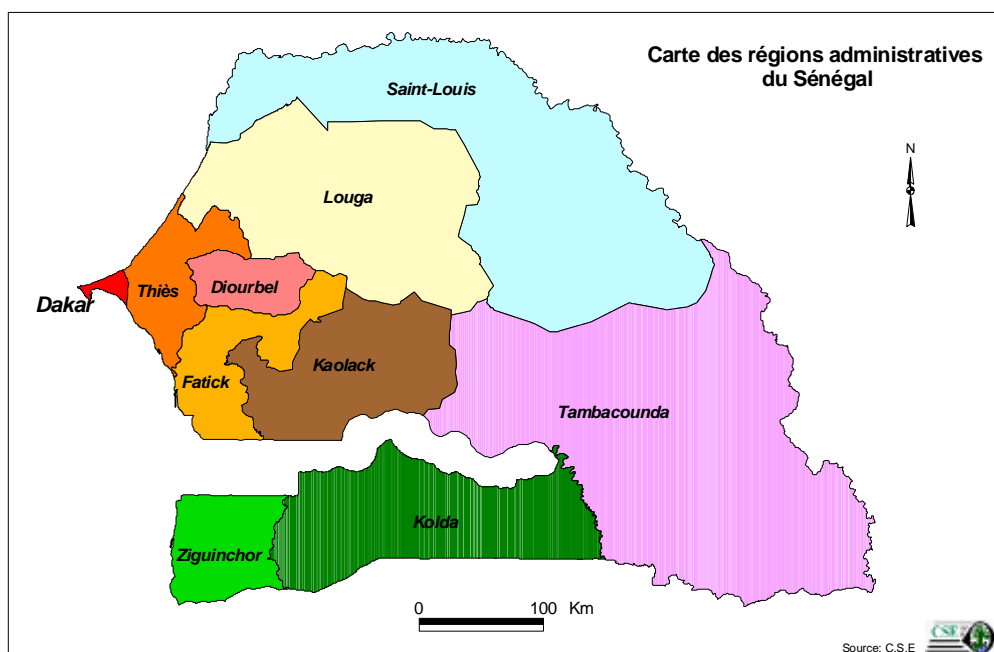 Carte des régions administratives
du Sénégal
Saint-Louis
N
Louga
Dakar
Thiès
Diourbel
Fatick
Kaolack
Tambacounda
Kolda
Ziguinchor
0 100 Km
Source: C.S.E
CSE